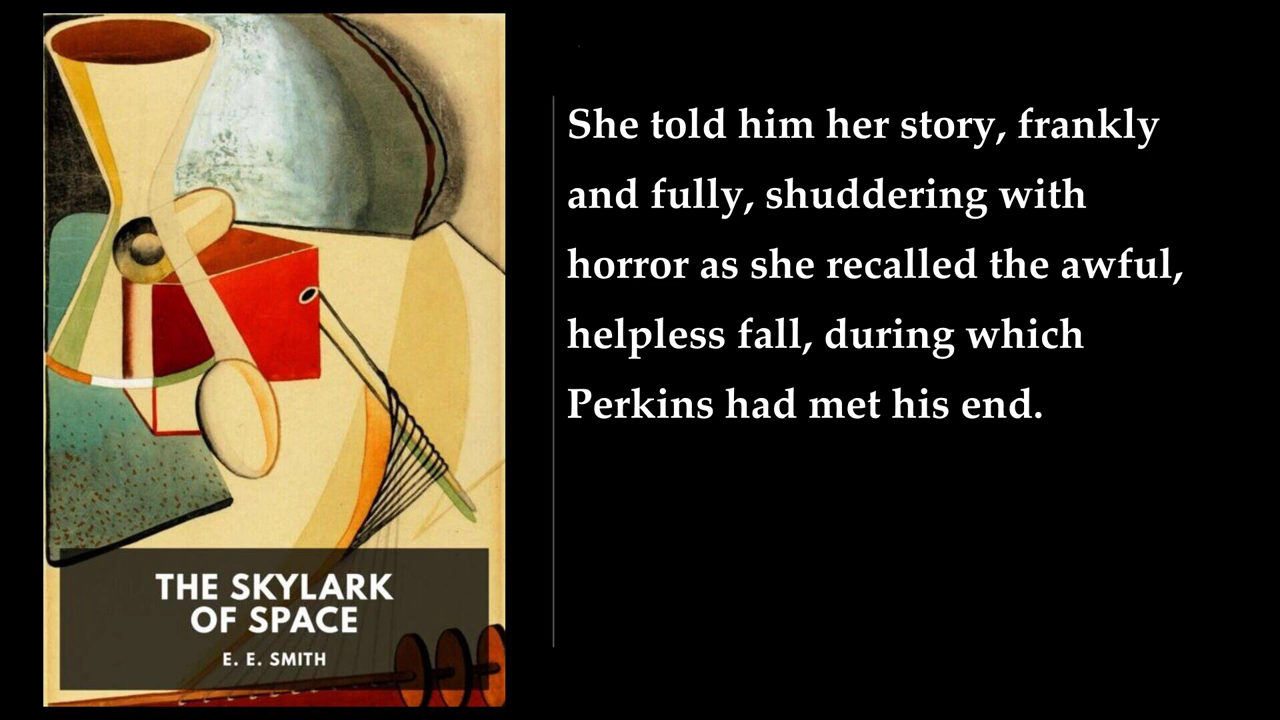 She told him her story, frankly
and fully, shuddering with
horror as she recalled the awful,
helpless fall, during which
Perkins had met his end.
THE SKYLARK
OF SPACE
E. E. SMITH